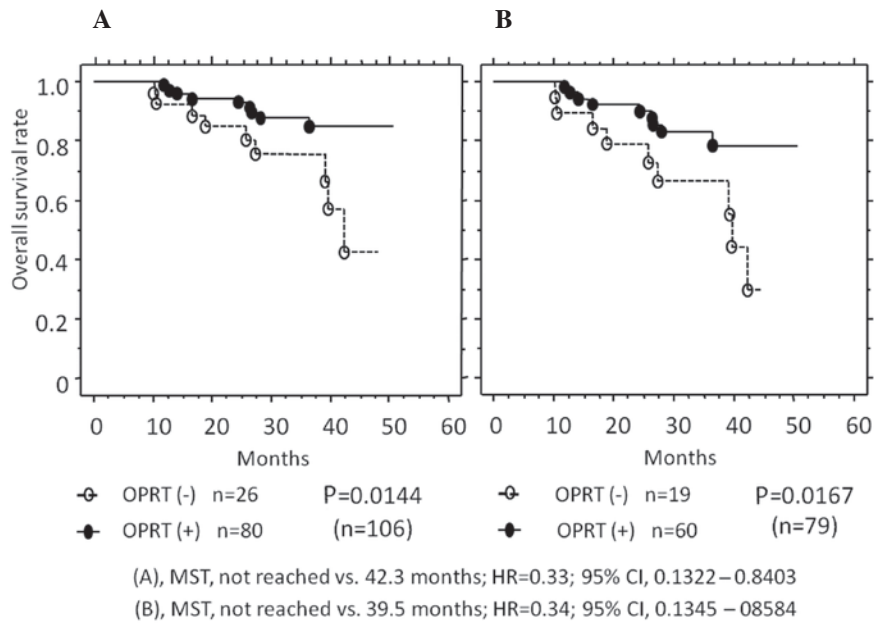 A B
Overall survival rate
1.0
0.8
0.6
0.4
0.2
0
0 10 20 30 40 50 60 0 10 20 30 40 50 60
Months Months
OPRT (-) n=26 P=0.0144 OPRT (-) n=19 P=0.0167
OPRT (+) n=80 (n=106) OPRT (+) n=60 (n=79)
(A), MST, not reached vs. 42.3 months; HR=0.33; 95% CI, 0.1322 – 0.8403
(B), MST, not reached vs. 39.5 months; HR=0.34; 95% CI, 0.1345 – 08584